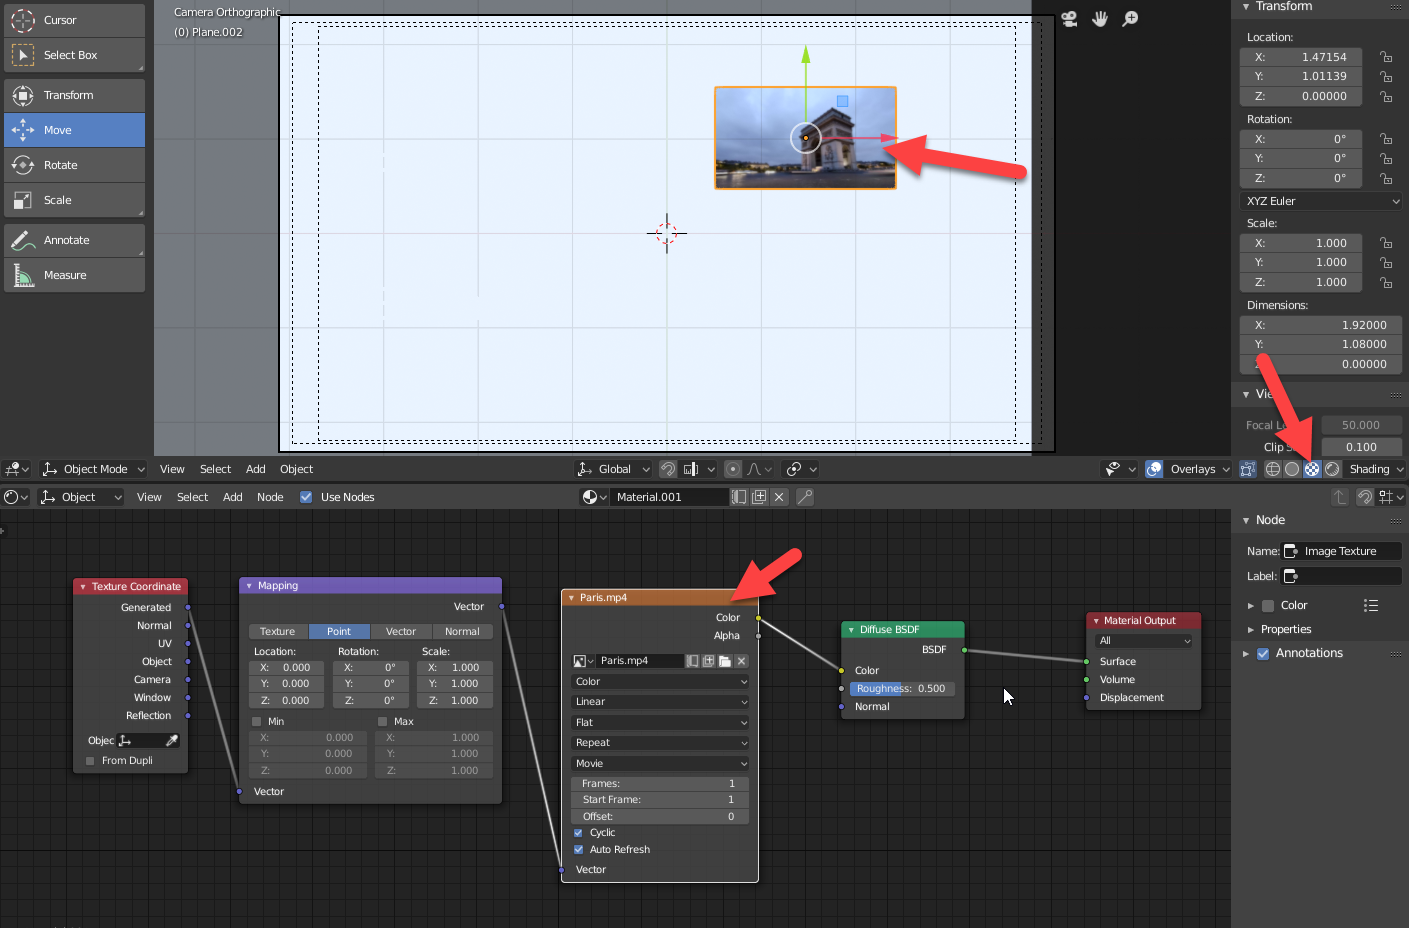 Cursor
Select Box
Transform
Move
Rotate
Scale
Annotate
Measure
Camera Orthographic
(0) Plane.002
Transform
Location:
X: 1.47154
Y: 1.01139
Z: 0.00000
Rotation:
X: 0°
Y: 0°
Z: 0°
XYZ Euler
Scale:
X: 1.000
Y: 1.000
Z: 1.000
Dimensions:
X: 1.92000
Y: 1.08000
0.00000
Focal 50.000
Clip 0.100
Object Mode View Select Add Object Global Overlays Shading
Object View Select Add Node Use Nodes Material.001
Texture Coordinate
Generated
Normal
UV
Object
Camera
Window
Reflection
Objec
From Dupli
Mapping
Vector
Texture Point Vector Normal
Location: Rotation: Scale:
X: 0.000 X: 0° X: 1.000
Y: 0.000 Y: 0° Y: 1.000
Z: 0.000 Z: 0° Z: 1.000
Min Max
X: 0.000 X: 1.000
Y: 0.000 Y: 1.000
Z: 0.000 Z: 1.000
Vector
Paris.mp4
Color
Alpha
Paris.mp4
Color
Linear
Flat
Repeat
Movie
Frames: 1
Start Frame: 1
Offset: 0
Cyclic
Auto Refresh
Vector
Diffuse BSDF
BSDF
Color
Roughness: 0.500
Normal
Material Output
All
Surface
Volume
Displacement
Node
Name: Image Texture
Label:
Color
Properties
Annotations